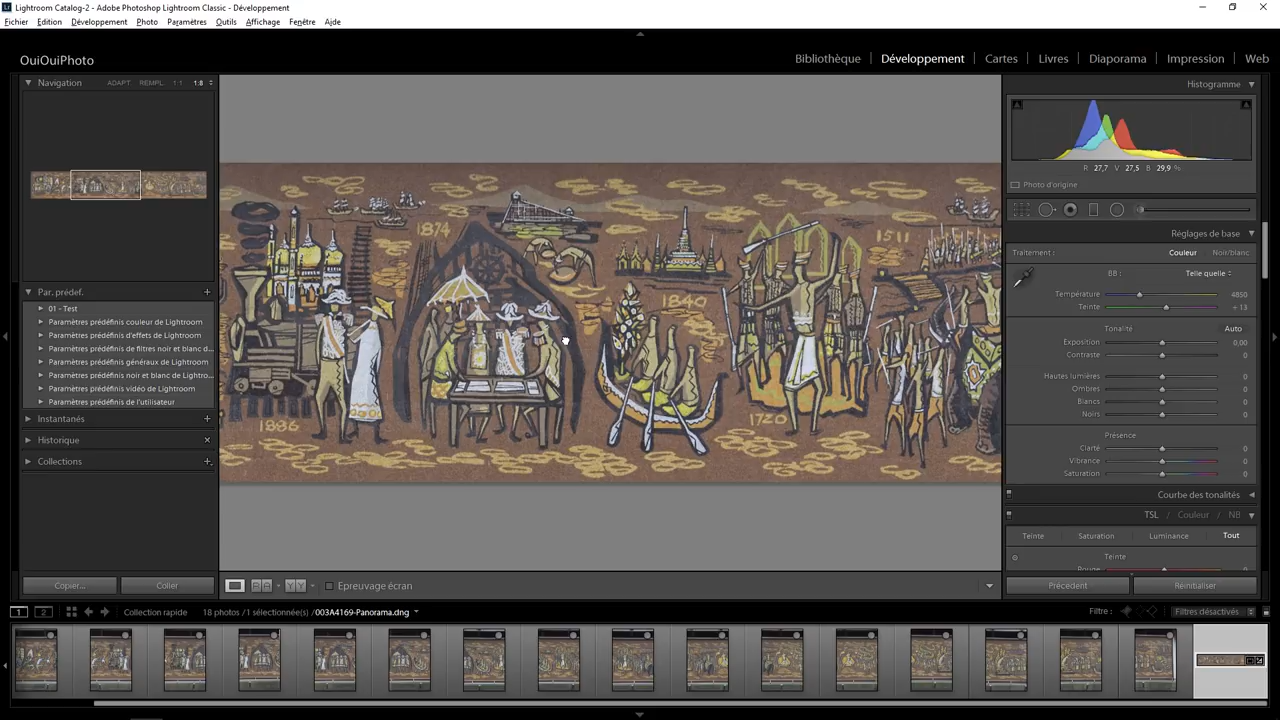 Lightroom Catalog-2 - Adobe Photoshop Lightroom Classic - Développement
Fichier Edition Développement Photo Paramètres Outils Affichage Fenêtre Aide
OuiOuiPhoto
Bibliothèque | Développement | Cartes | Livres | Diaporama | Impression | Web
Navigation ADAPT. REMPL. 1:1 1:8
Histogramme
R 27,7 V 27,5 B 29,9 %
Photo d'origine
Réglages de base
Traitement : Couleur Noir/blanc
BB : Telle quelle
Température 4850
Teinte + 13
Tonalité Auto
Exposition 0,00
Contraste 0
Hautes lumières 0
Ombres 0
Blancs 0
Noirs 0
Présence
Clarté 0
Vibrance 0
Saturation 0
Courbe des tonalités
TSL / Couleur / NB
Teinte Saturation Luminance Tout
Teinte
Rouge 0
Précédent Réinitialiser
1874
1511
1840
1886
1720
Par. prédéf.
01 - Test
Paramètres prédéfinis couleur de Lightroom
Paramètres prédéfinis d'effets de Lightroom
Paramètres prédéfinis de filtres noir et blanc d...
Paramètres prédéfinis généraux de Lightroom
Paramètres prédéfinis noir et blanc de Lightro...
Paramètres prédéfinis vidéo de Lightroom
Paramètres prédéfinis de l'utilisateur
Instantanés
Historique
Collections
Copier... Coller
Epreuvage écran
1 2 Collection rapide 18 photos / 1 sélectionnée(s) /003A4169-Panorama.dng
Filtre : Filtres désactivés